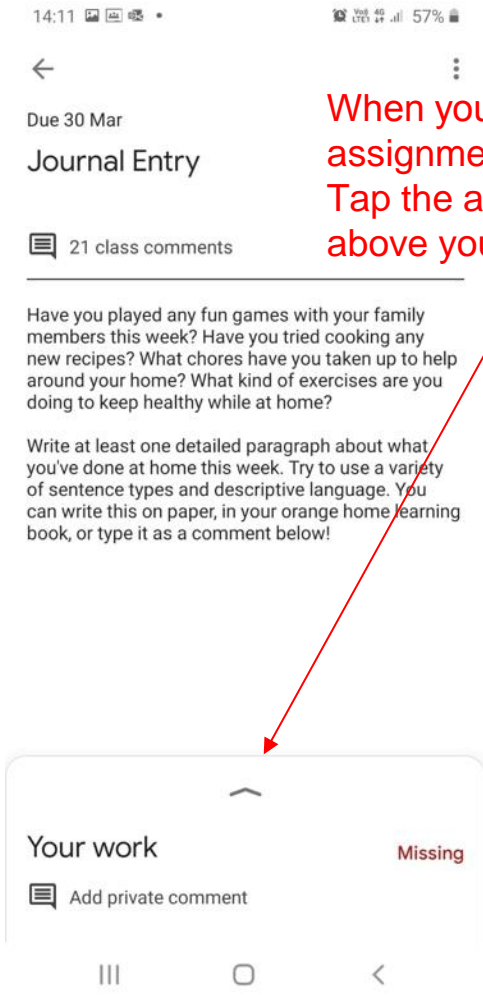 14:11 57%
Due 30 Mar
When
Journal Entry
Tap the
21 class comments
above
Have you played any fun games with your family
members this week? Have you tried cooking any
new recipes? What chores have you taken up to help
around your home? What kind of exercises are you
doing to keep healthy while at home?
Write at least one detailed paragraph about what
you've done at home this week. Try to use a variety
of sentence types and descriptive language. You
can write this on paper, in your orange home learning
book, or type it as a comment below!
Your work
Missing
Add private comment